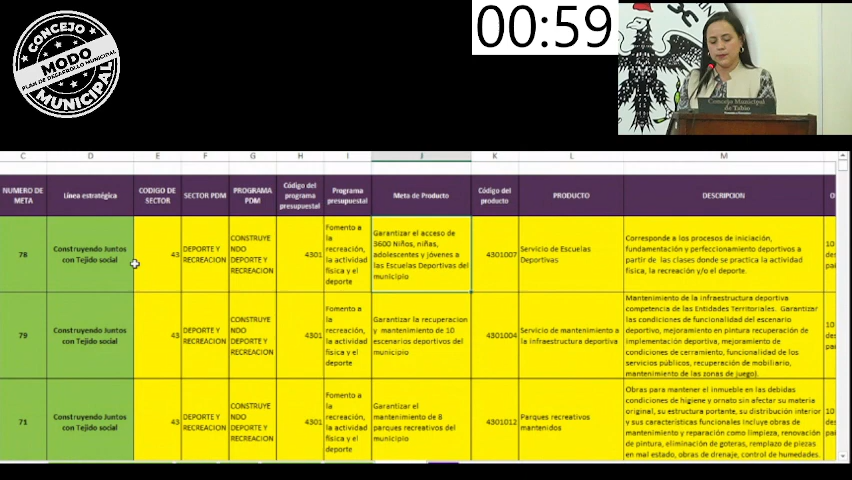 CONCEJO
MODO
PLAN DE DESARROLLO MUNICIPAL
MUNICIPAL
00:59
Concejo Municipal
de Tabio
C D E F G H I J K L M
NUMERO DE META
Línea estratégica
CODIGO DE SECTOR
SECTOR PDM
PROGRAMA PDM
Código del programa presupuestal
Programa presupuestal
Meta de Producto
Código del producto
PRODUCTO
DESCRIPCION
78
Construyendo Juntos
con Tejido social
43
DEPORTE Y
RECREACION
CONSTRUYE
NDO
DEPORTE Y
RECREACION
4301
Fomento a
la
recreación,
la actividad
física y el
deporte
Garantizar el acceso de
3600 Niños, niñas,
adolescentes y jóvenes a
las Escuelas Deportivas del
municipio
4301007
Servicio de Escuelas
Deportivas
Corresponde a los procesos de iniciación,
fundamentación y perfeccionamiento deportivos a
partir de las clases donde se practica la actividad
física, la recreación y/o el deporte.
10
des
pai
79
Construyendo Juntos
con Tejido social
43
DEPORTE Y
RECREACION
CONSTRUYE
NDO
DEPORTE Y
RECREACION
4301
Fomento a
la
recreación,
la actividad
física y el
deporte
Garantizar la recuperacion
y mantenimiento de 10
escenarios deportivos del
municipio
4301004
Servicio de mantenimiento a
la infraestructura deportiva
Mantenimiento de la infraestructura deportiva
competencia de las Entidades Territoriales. Garantizar
las condiciones de funcionalidad del escenario
deportivo, mejoramiento en pintura recuperación de
implementación deportiva, mejoramiento de
condiciones de cerramiento, funcionalidad de los
servicios públicos, recuperación de mobiliario,
mantenimiento de las zonas de juego).
10
des
pai
71
Construyendo Juntos
con Tejido social
43
DEPORTE Y
RECREACION
CONSTRUYE
NDO
DEPORTE Y
RECREACION
4301
Fomento a
la
recreación,
la actividad
física y el
deporte
Garantizar el
mantenimiento de 8
parques recreativos del
municipio
4301012
Parques recreativos
mantenidos
Obras para mantener el inmueble en las debidas
condiciones de higiene y ornato sin afectar su materia
original, su estructura portante, su distribución interior
y sus características funcionales incluye obras de
mantenimiento y reparación como limpieza, renovación
de pintura, eliminación de goteras, remplazo de piezas
en mal estado, obras de drenaje, control de humedades.
10
des
pai